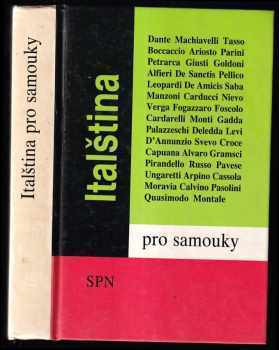 Italština pro samouky
Italština
Dante Machiavelli Tasso
Boccaccio Ariosto Parini
Petrarca Giusti Goldoni
Alfieri De Sanctis Pellico
Leopardi De Amicis Saba
Manzoni Carducci Nievo
Verga Fogazzaro Foscolo
Cardarelli Monti Gadda
Palazzeschi Deledda Levi
D'Annunzio Svevo Croce
Capuana Alvaro Gramsci
Pirandello Russo Pavese
Ungaretti Arpino Cassola
Moravia Calvino Pasolini
Quasimodo Montale
pro samouky
SPN